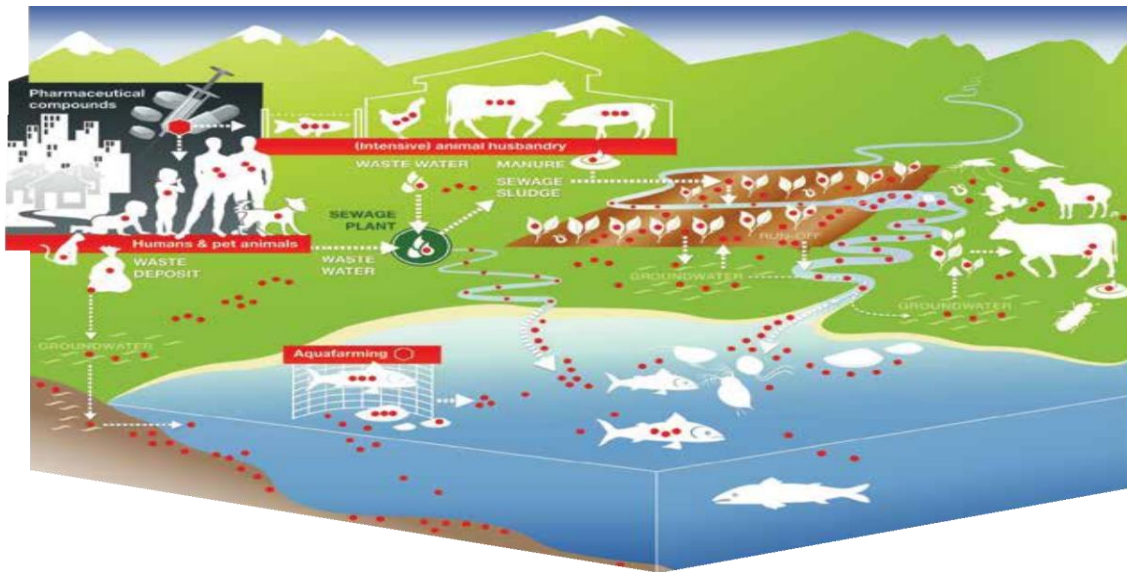 Pharmaceutical
compounds
(Intensive) animal husbandry
WASTE WATER
MANURE
SEWAGE
SLUDGE
SEWAGE
PLANT
Humans & pet animals
WASTE
DEPOSIT
WASTE
WATER
RUN-OFF
GROUNDWATER
GROUNDWATER
GROUNDWATER
Aquafarming